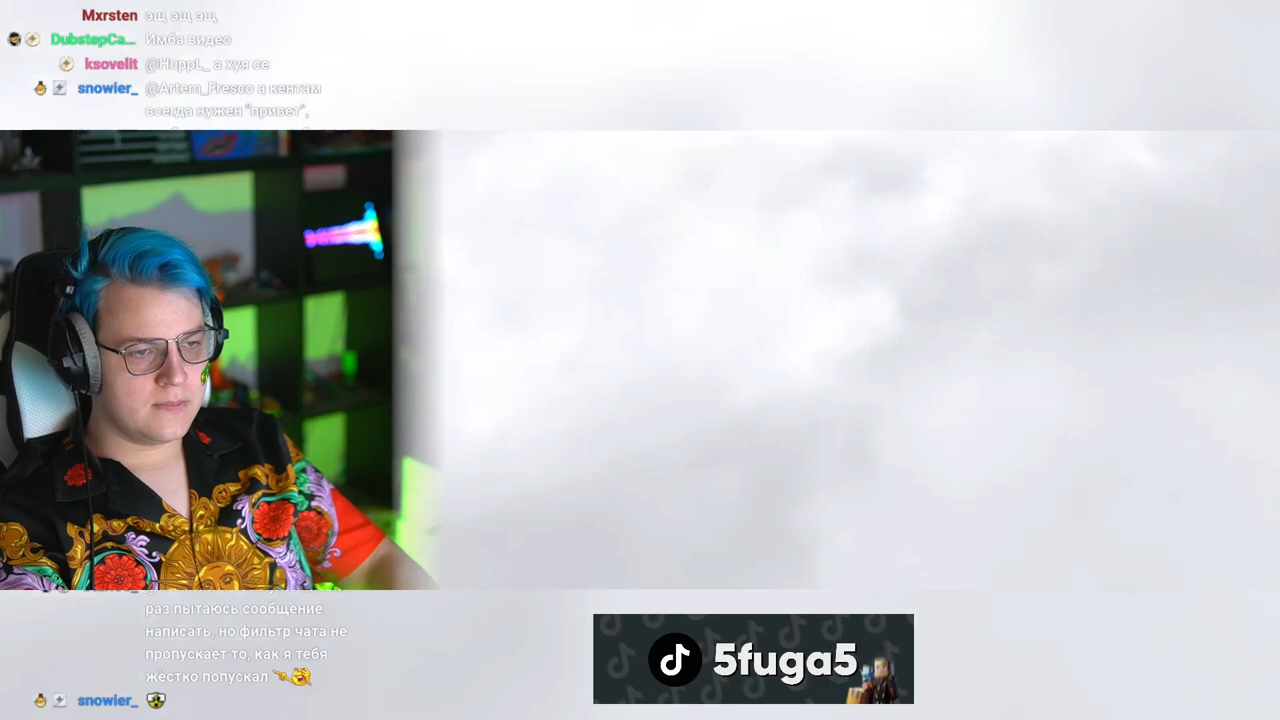 Mxrsten эщ эщ эщ
DubstepCa... Имба видео
ksovelit @HuppL_ а хуя се
snowier_ @Artem_Fresco а кентам
всегда нужен "привет",
раз пытаюсь сообщение
написать, но фильтр чата не
пропускает то, как я тебя
жёстко попускал
5fuga5
snowier_